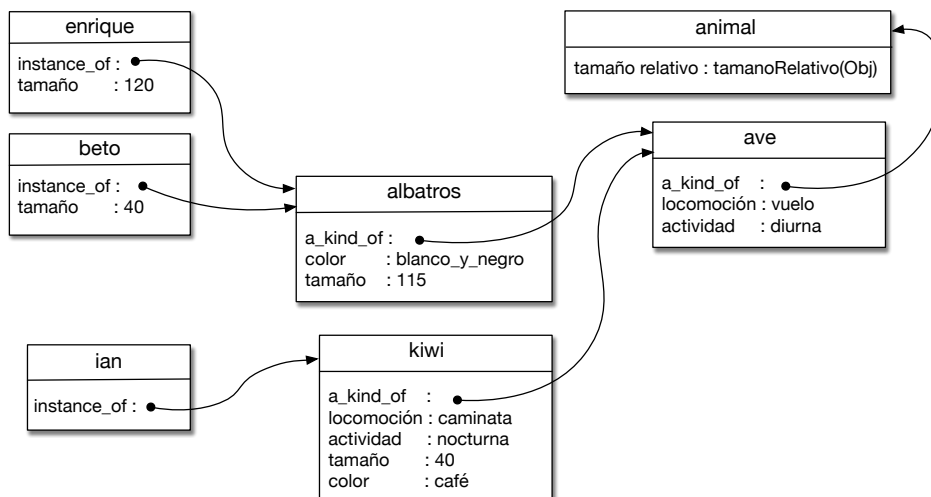 enrique
instance_of :
tamaño : 120
animal
tamaño relativo : tamanoRelativo(Obj)
beto
instance_of :
tamaño : 40
ave
a_kind_of :
locomoción : vuelo
actividad : diurna
albatros
a_kind_of :
color : blanco_y_negro
tamaño : 115
ian
instance_of :
kiwi
a_kind_of :
locomoción : caminata
actividad : nocturna
tamaño : 40
color : café